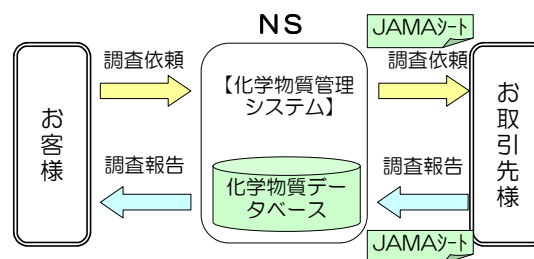 NS
JAMAシート
調査依頼
調査依頼
お客様
【化学物質管理
システム】
お取引先様
調査報告
調査報告
化学物質デー
タベース
JAMAシート